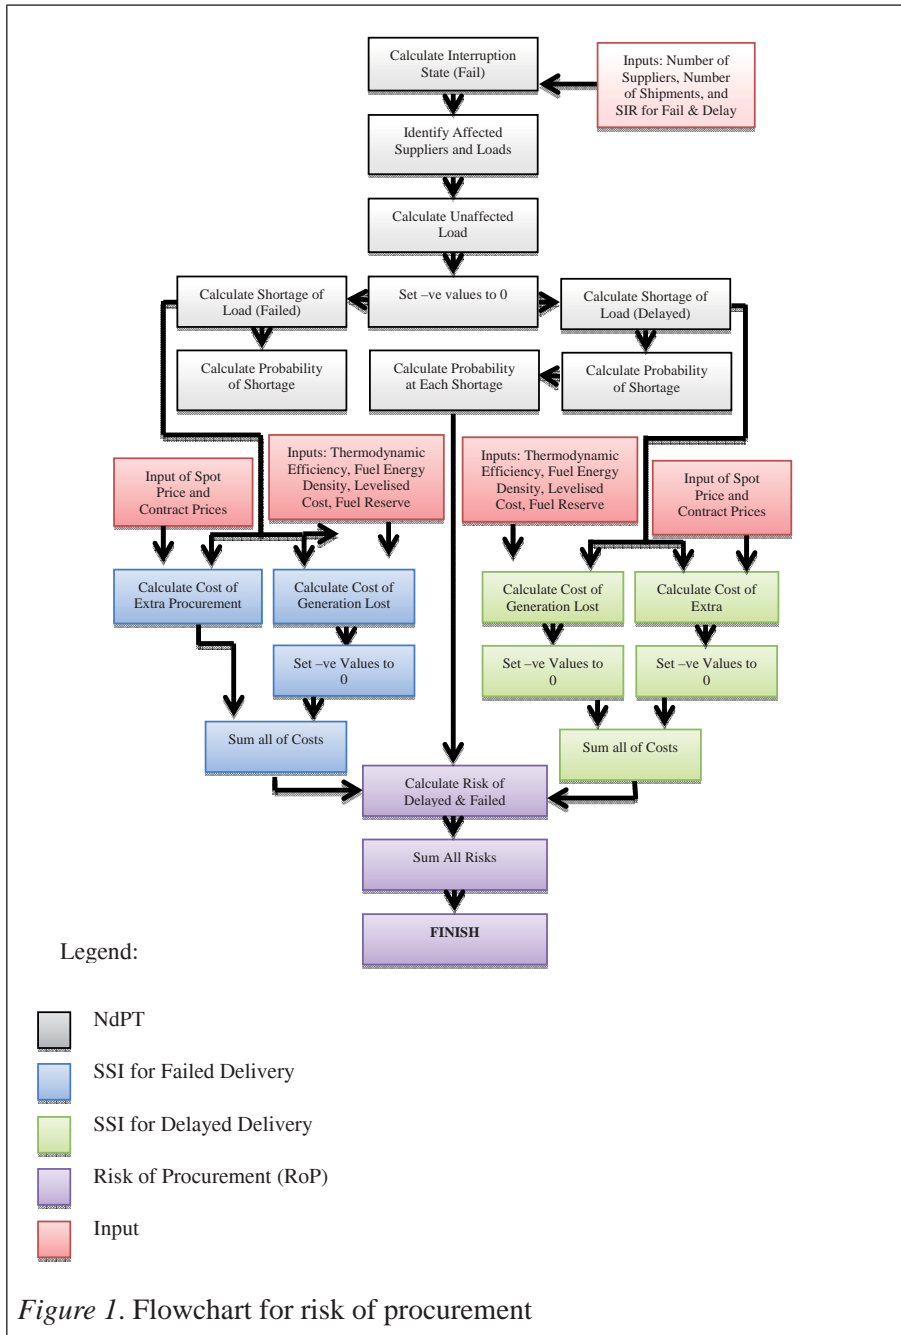 Calculate Interruption
State (Fail)
Inputs: Number of
Suppliers, Number
of Shipments, and
SIR for Fail & Delay
Identify Affected
Suppliers and Loads
Calculate Unaffected
Load
Calculate Shortage of
Load (Failed)
Set –ve values to 0
Calculate Shortage of
Load (Delayed)
Calculate Probability
of Shortage
Calculate Probability
at Each Shortage
Calculate Probability
of Shortage
Input of Spot
Price and
Contract Prices
Inputs: Thermodynamic
Efficiency, Fuel Energy
Density, Levelised
Cost, Fuel Reserve
Inputs: Thermodynamic
Efficiency, Fuel Energy
Density, Levelised
Cost, Fuel Reserve
Input of Spot
Price and
Contract Prices
Calculate Cost of
Extra Procurement
Calculate Cost of
Generation Lost
Calculate Cost of
Generation Lost
Calculate Cost of
Extra
Set –ve Values to
0
Set –ve Values to
0
Set –ve Values to
0
Sum all of Costs
Sum all of Costs
Calculate Risk of
Delayed & Failed
Sum All Risks
FINISH
Legend:
NdPT
SSI for Failed Delivery
SSI for Delayed Delivery
Risk of Procurement (RoP)
Input
Figure 1. Flowchart for risk of procurement